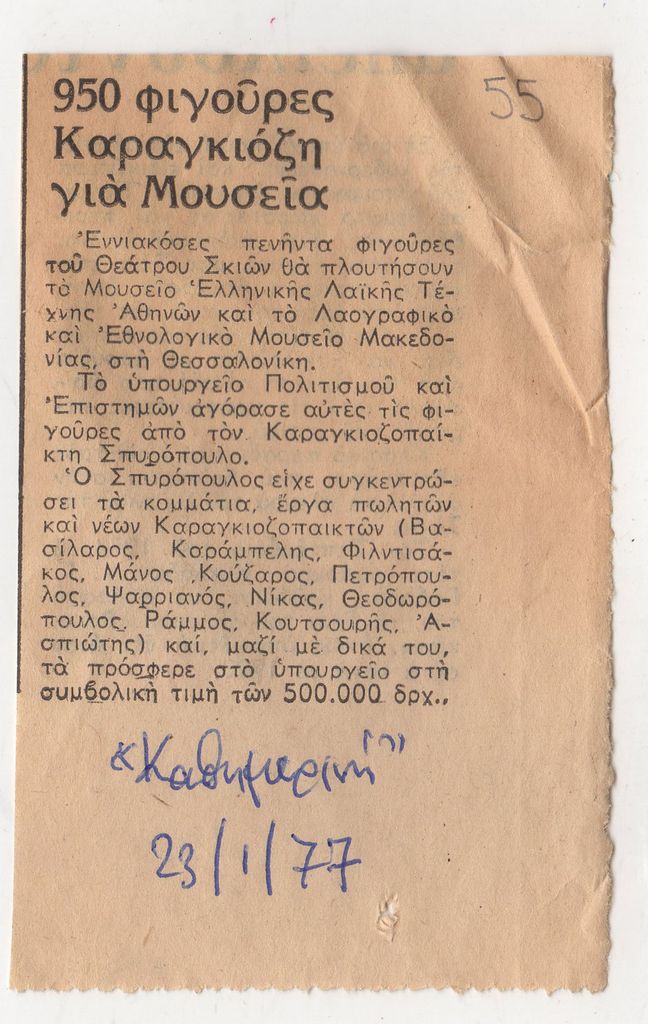 55
950 φιγοῦρες
Καραγκιόζη
γιὰ Μουσεῖα
Ἐννιακόσες πενῆντα φιγοῦρες
τοῦ Θεάτρου Σκιῶν θὰ πλουτήσουν
τὸ Μουσεῖο Ἑλληνικῆς Λαϊκῆς Τέ-
χνης Ἀθηνῶν καὶ τὸ Λαογραφικὸ
καὶ Ἐθνολογικὸ Μουσεῖο Μακεδο-
νίας, στὴ Θεσσαλονίκη.
Τὸ ὑπουργεῖο Πολιτισμοῦ καὶ
Ἐπιστημῶν ἀγόρασε αὐτὲς τὶς φι-
γοῦρες ἀπὸ τὸν Καραγκιοζοπαί-
κτη Σπυρόπουλο.
Ὁ Σπυρόπουλος εἶχε συγκεντρώ-
σει τὰ κομμάτια, ἔργα πωλητῶν
καὶ νέων Καραγκιοζοπαικτῶν (Βα-
σίλαρος, Καράμπελης, Φιλντισά-
κος, Μάνος ,Κούζαρος, Πετρόπου-
λος, Ψαρριανός, Νίκας, Θεοδωρό-
πουλος, Ράμμος, Κουτσουρῆς, Ἀ-
σπιώτης) καί, μαζί μὲ δικά του,
τὰ πρόσφερε στὸ ὑπουργεῖο στὴ
συμβολικὴ τιμὴ τῶν 500.000 δρχ..
«Καθημερινή»
23/1/77